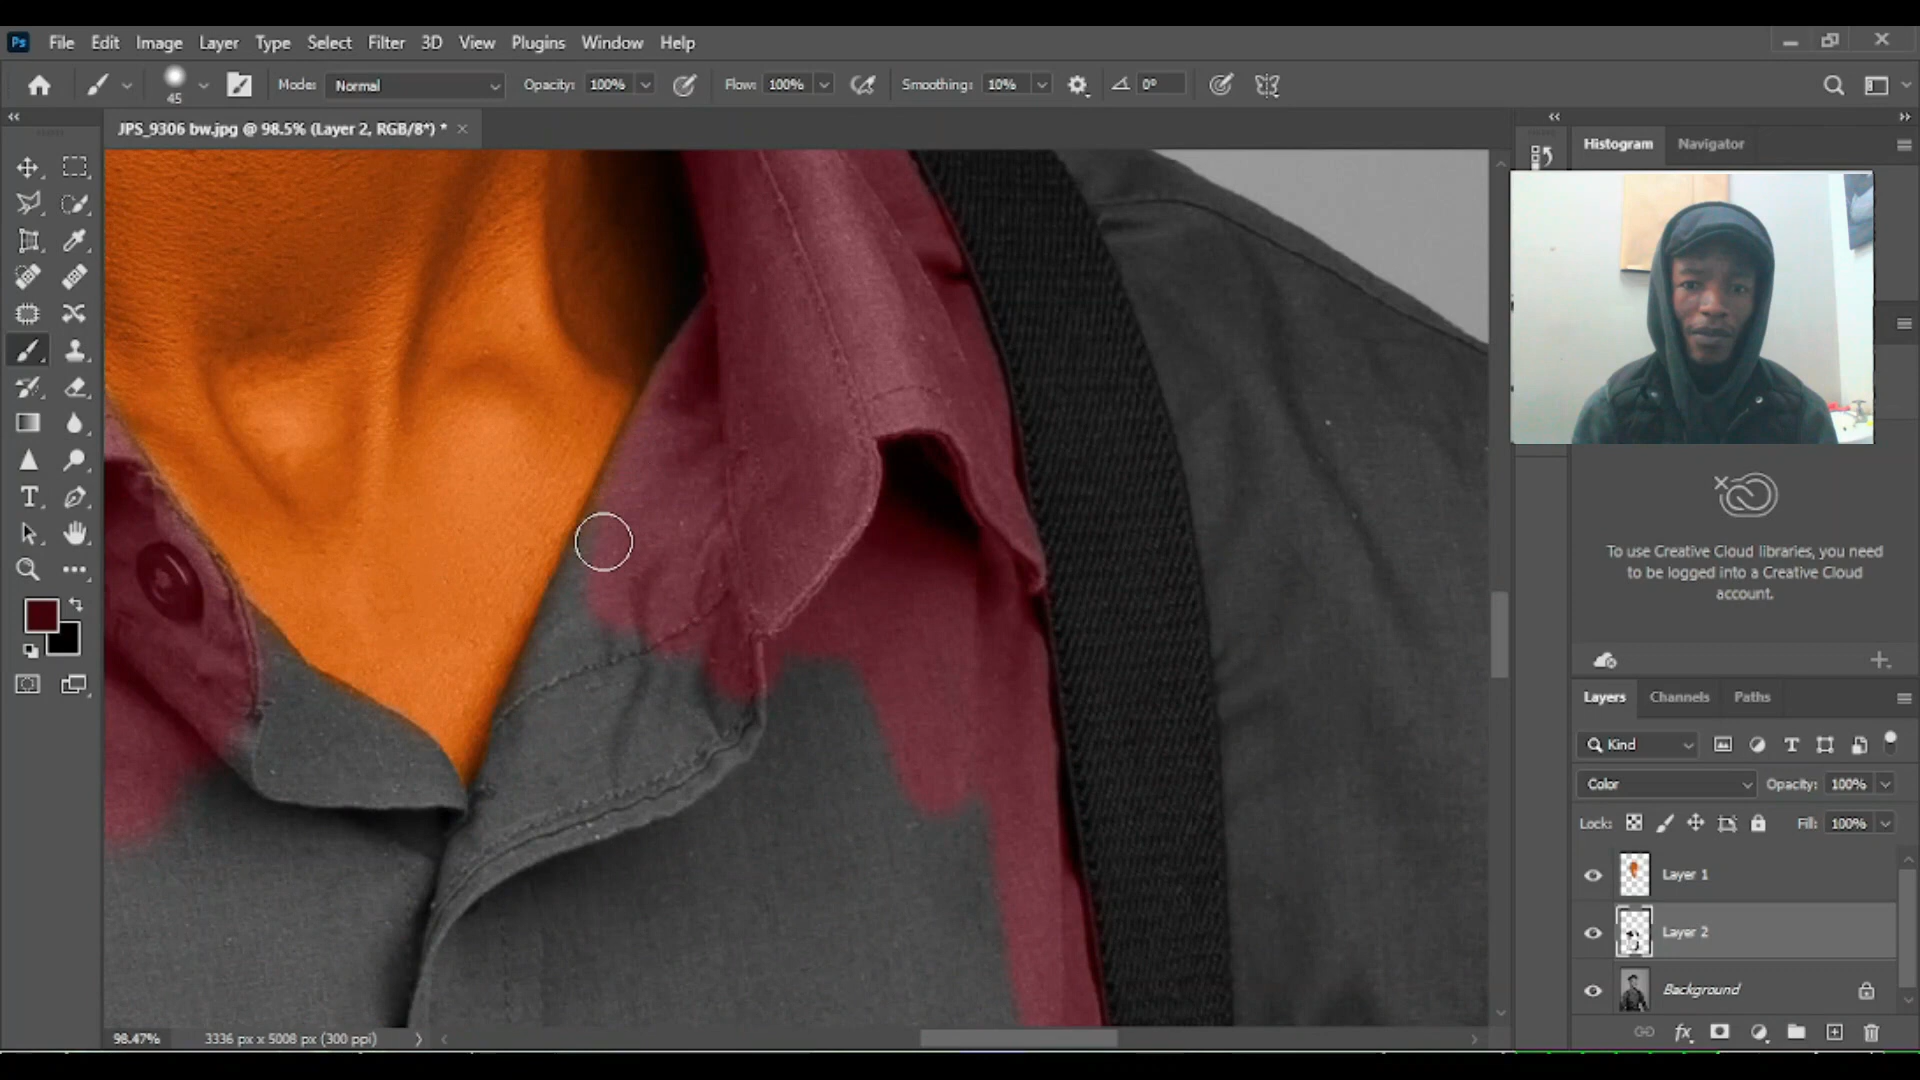 Ps File Edit Image Layer Type Select Filter 3D View Plugins Window Help
45 Mode: Normal Opacity: 100% Flow: 100% Smoothing: 10% 0°
JPS_9306 bw.jpg @ 98.5% (Layer 2, RGB/8*) *
Histogram Navigator
To use Creative Cloud libraries, you need
to be logged into a Creative Cloud
account.
Layers Channels Paths
Kind
Color Opacity: 100%
Lock: Fill: 100%
Layer 1
Layer 2
Background
fx
98.47% 3336 px x 5008 px (300 ppi)